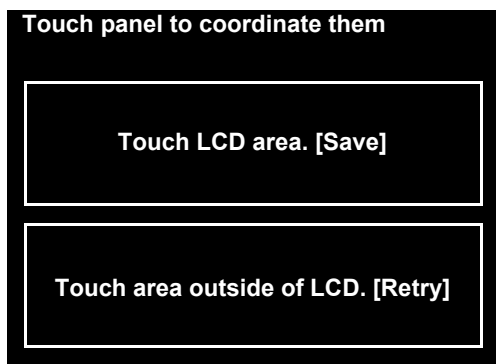 Touch panel to coordinate them
Touch LCD area. [Save]
Touch area outside of LCD. [Retry]